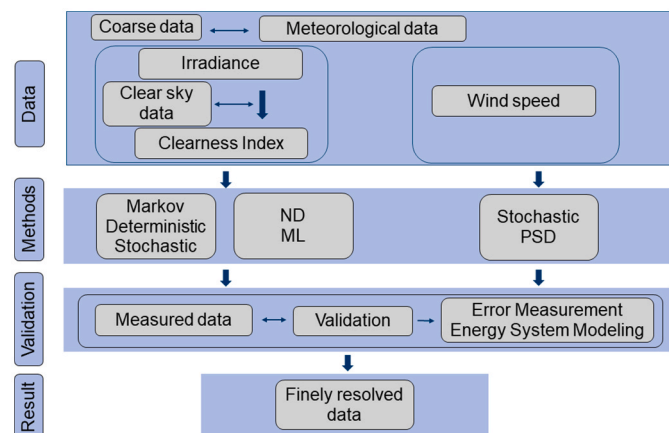 Coarse data
Meteorological data
Data
Irradiance
Clear sky
data
Clearness Index
Wind speed
Methods
Markov
Deterministic
Stochastic
ND
ML
Stochastic
PSD
Validation
Measured data
Validation
Error Measurement
Energy System Modeling
Result
Finely resolved
data